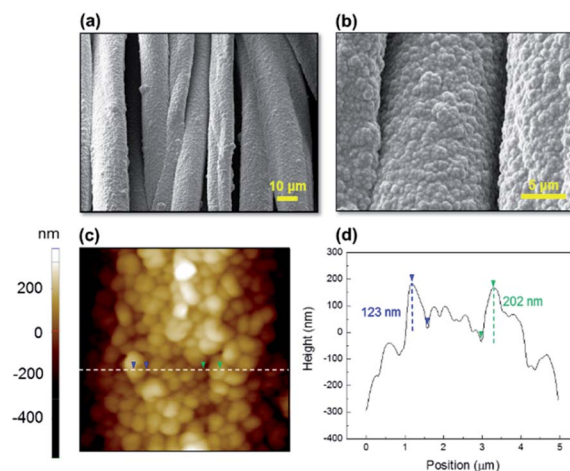 (a)
10 μm
(b)
5 μm
(c)
nm
200
0
-200
-400
(d)
Height (nm)
400
300
200
100
0
-100
-200
-300
-400
123 nm
202 nm
0
1
2
3
4
5
Position (μm)